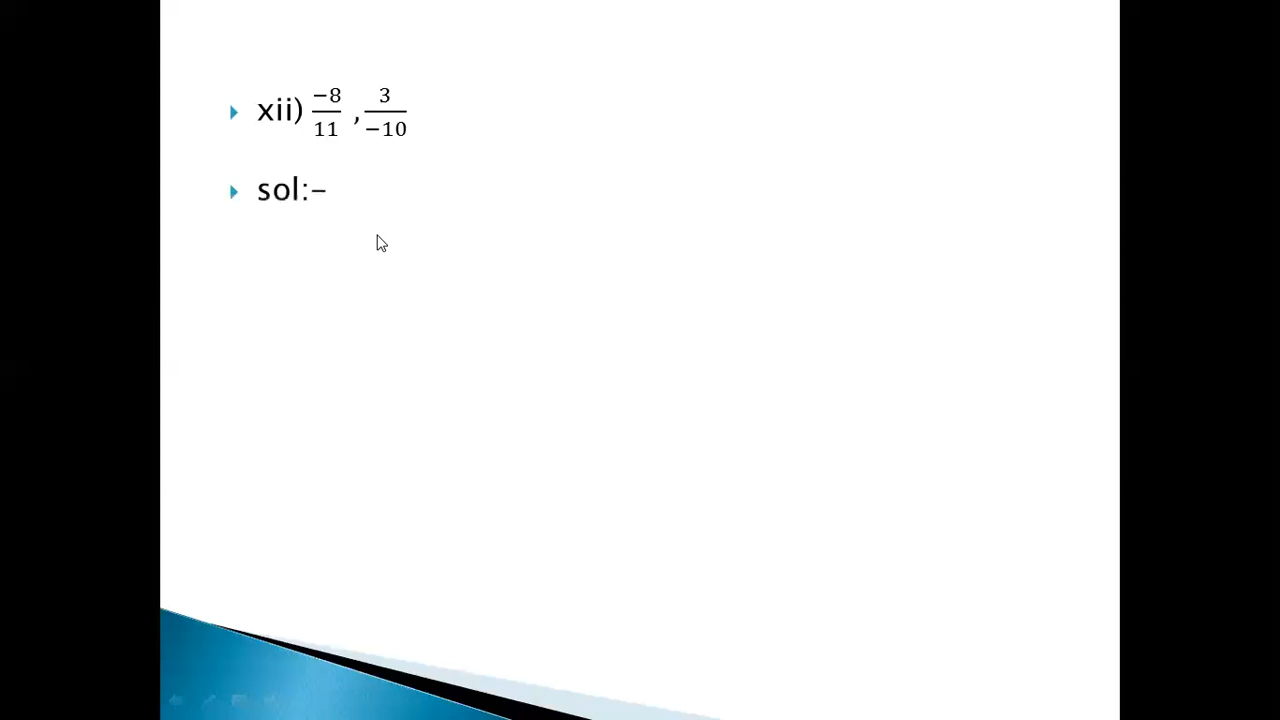 xii) −8/11 , 3/−10
sol:-